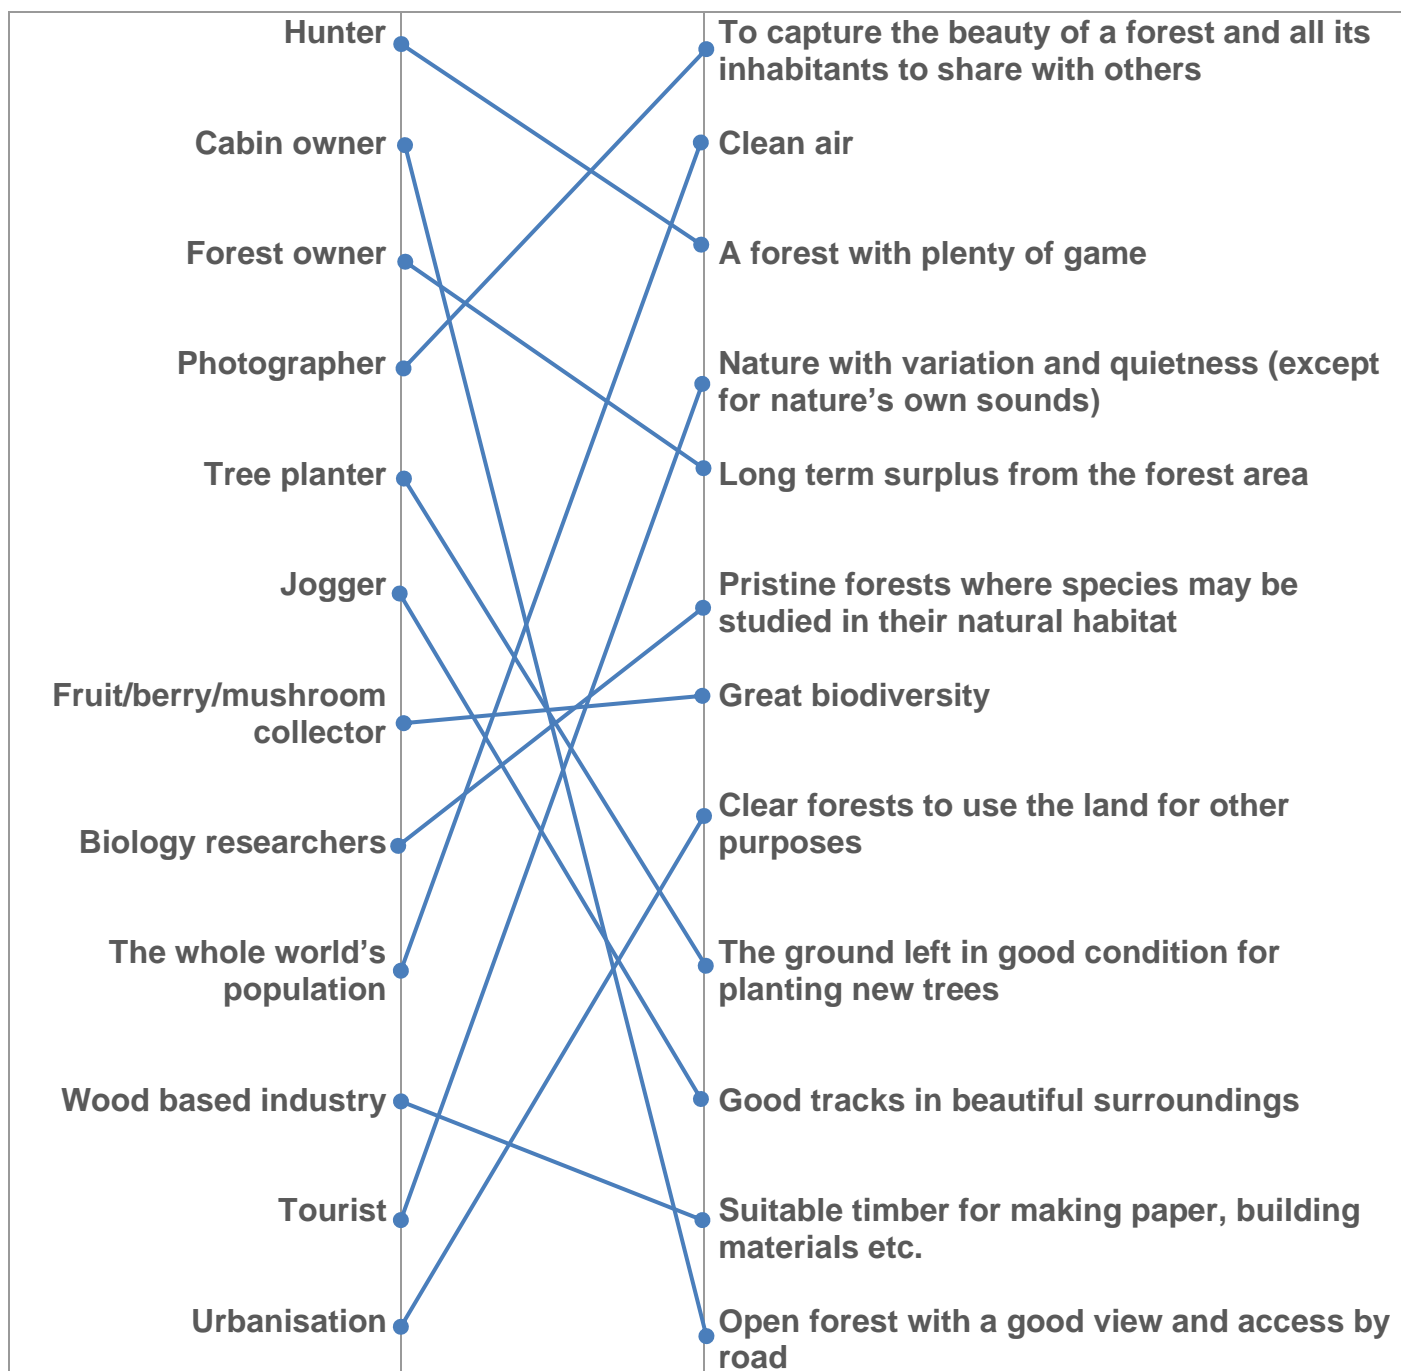 Hunter
To capture the beauty of a forest and all its
inhabitants to share with others
Cabin owner
Clean air
Forest owner
A forest with plenty of game
Photographer
Nature with variation and quietness (except
for nature’s own sounds)
Tree planter
Long term surplus from the forest area
Jogger
Pristine forests where species may be
studied in their natural habitat
Fruit/berry/mushroom
collector
Great biodiversity
Biology researchers
Clear forests to use the land for other
purposes
The whole world’s
population
The ground left in good condition for
planting new trees
Wood based industry
Good tracks in beautiful surroundings
Tourist
Suitable timber for making paper, building
materials etc.
Urbanisation
Open forest with a good view and access by
road